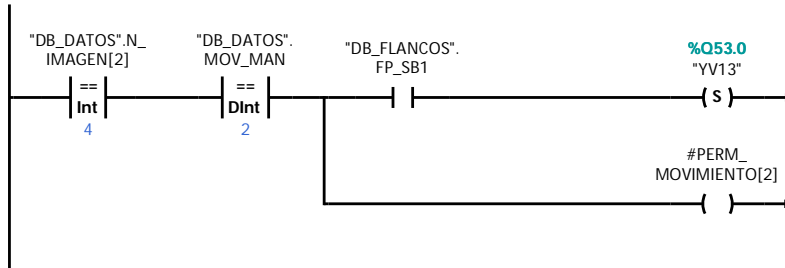 "DB_DATOS".N_
IMAGEN[2]
==
Int
4
"DB_DATOS".
MOV_MAN
==
DInt
2
"DB_FLANCOS".
FP_SB1
%Q53.0
"YV13"
S
#PERM_
MOVIMIENTO[2]